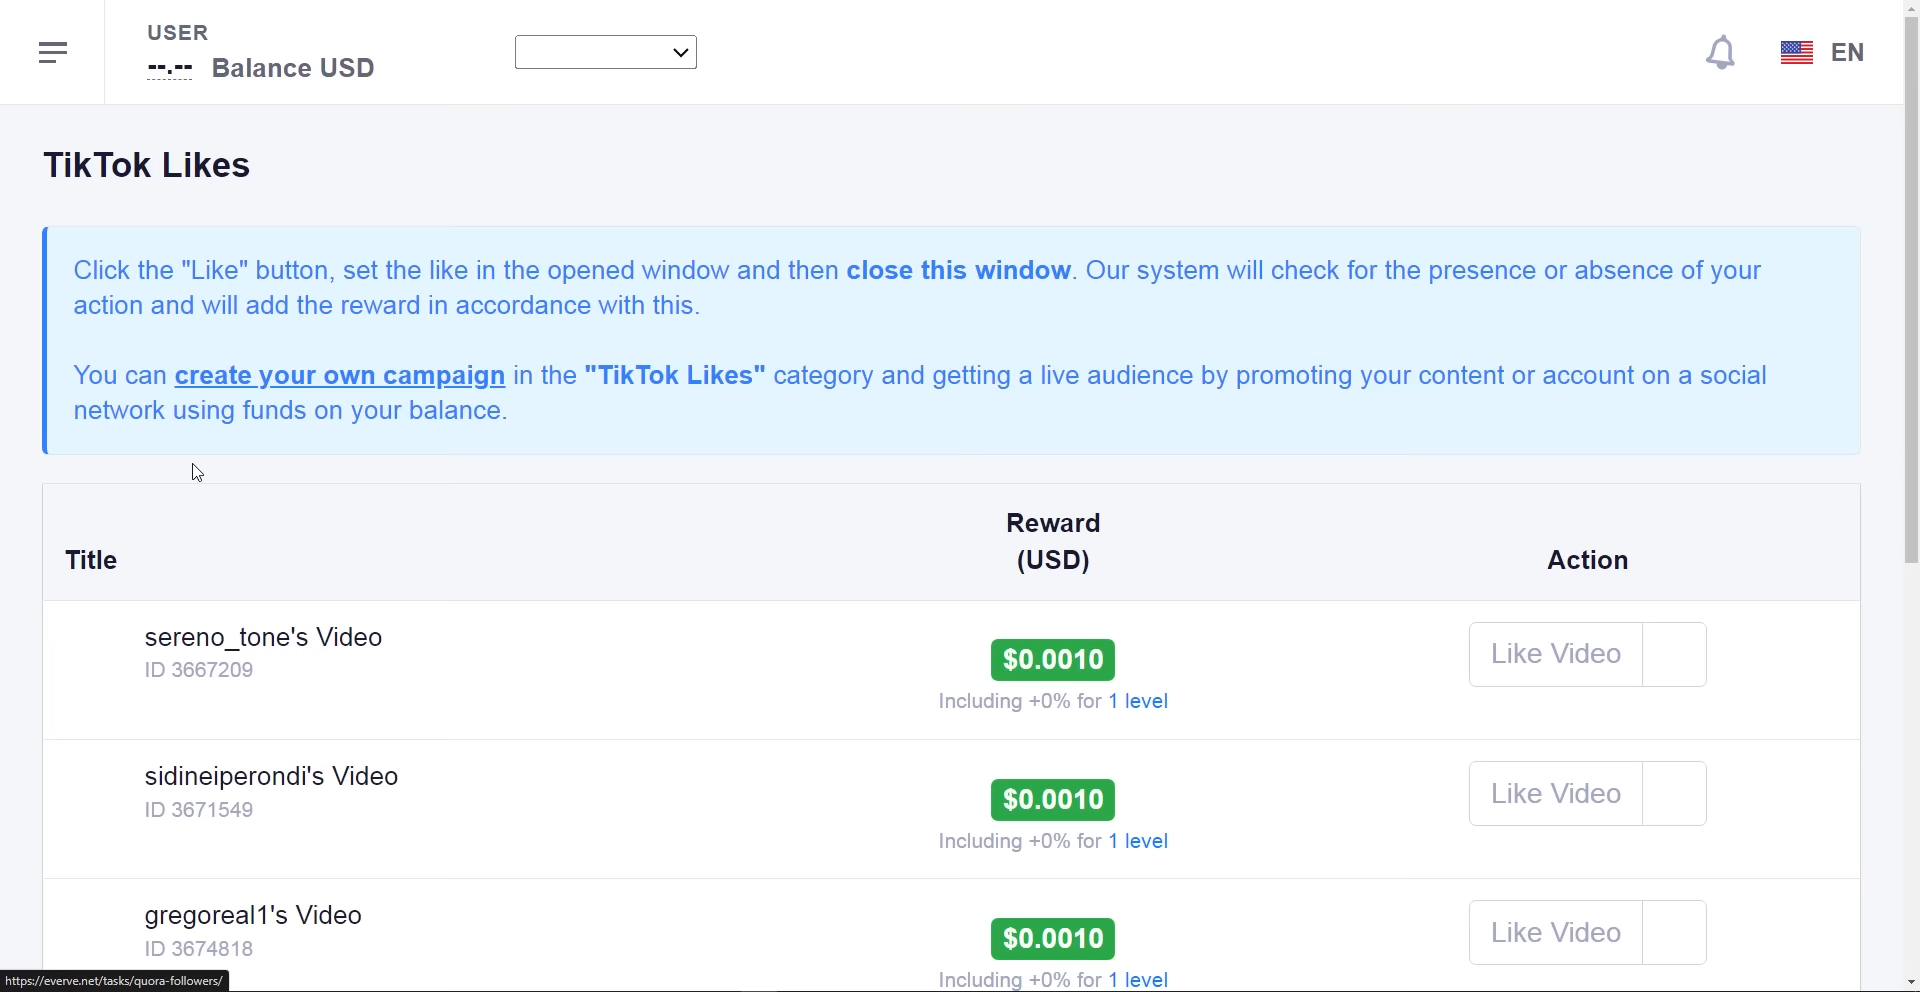 USER
--.-- Balance USD
EN
TikTok Likes
Click the "Like" button, set the like in the opened window and then close this window. Our system will check for the presence or absence of your
action and will add the reward in accordance with this.
You can create your own campaign in the "TikTok Likes" category and getting a live audience by promoting your content or account on a social
network using funds on your balance.
Title
Reward
(USD)
Action
sereno_tone's Video
ID 3667209
$0.0010
Including +0% for 1 level
Like Video
sidineiperondi's Video
ID 3671549
$0.0010
Including +0% for 1 level
Like Video
gregoreal1's Video
ID 3674818
$0.0010
Including +0% for 1 level
Like Video
https://everve.net/tasks/quora-followers/